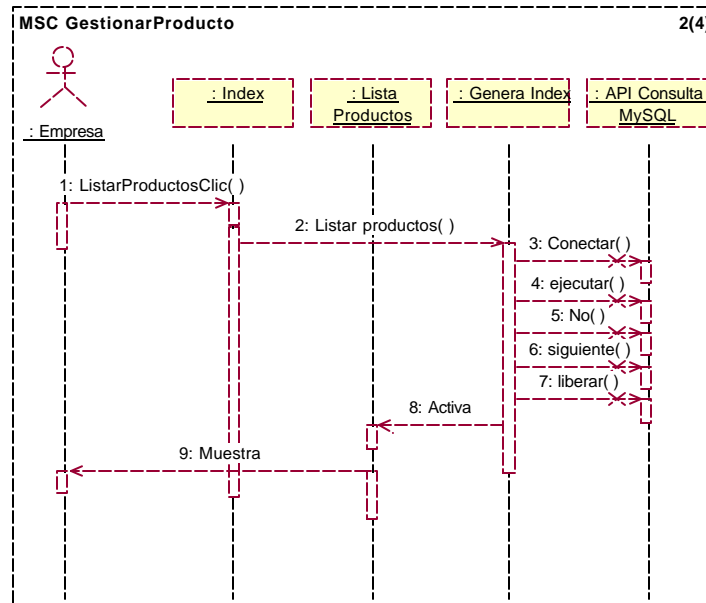 MSC GestionarProducto 2(4)
: Empresa
: Index
: Lista
Productos
: Genera Index
: API Consulta
MySQL
1: ListarProductosClic( )
2: Listar productos( )
3: Conectar( )
4: ejecutar( )
5: No( )
6: siguiente( )
7: liberar( )
8: Activa
9: Muestra